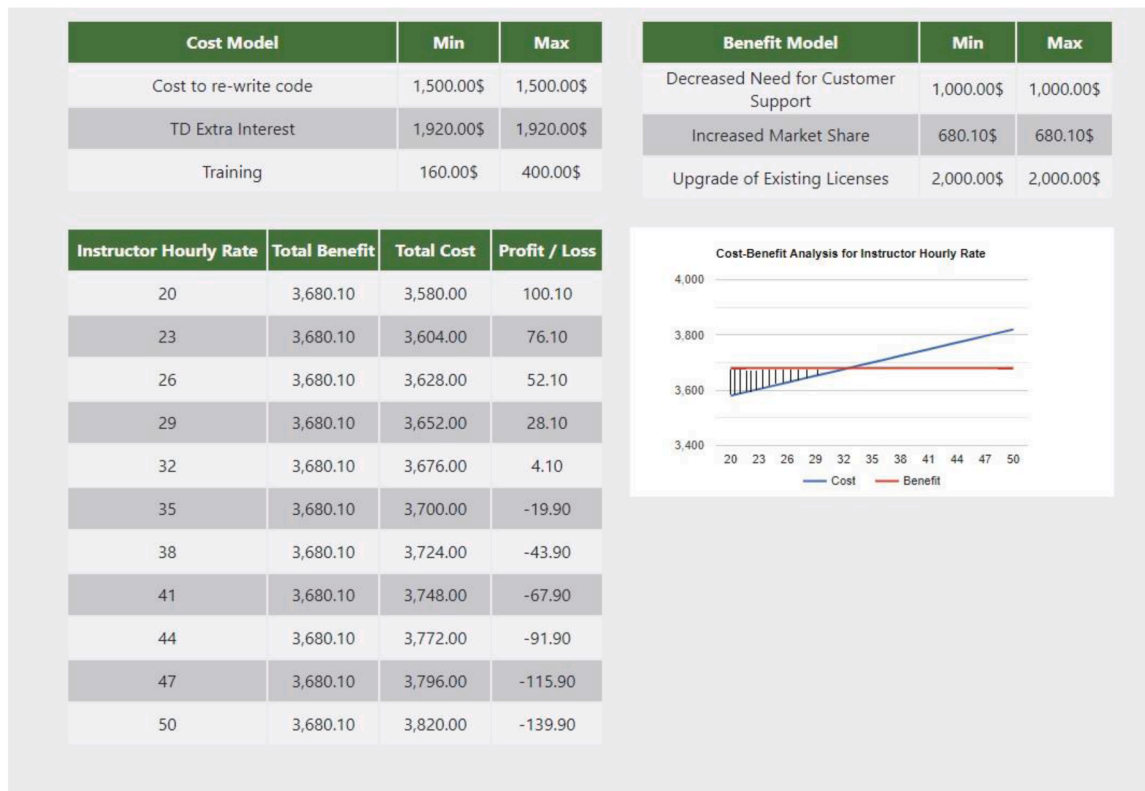 Cost Model Min Max
Cost to re-write code 1,500.00$ 1,500.00$
TD Extra Interest 1,920.00$ 1,920.00$
Training 160.00$ 400.00$
Benefit Model Min Max
Decreased Need for Customer
Support 1,000.00$ 1,000.00$
Increased Market Share 680.10$ 680.10$
Upgrade of Existing Licenses 2,000.00$ 2,000.00$
Instructor Hourly Rate Total Benefit Total Cost Profit / Loss
20 3,680.10 3,580.00 100.10
23 3,680.10 3,604.00 76.10
26 3,680.10 3,628.00 52.10
29 3,680.10 3,652.00 28.10
32 3,680.10 3,676.00 4.10
35 3,680.10 3,700.00 -19.90
38 3,680.10 3,724.00 -43.90
41 3,680.10 3,748.00 -67.90
44 3,680.10 3,772.00 -91.90
47 3,680.10 3,796.00 -115.90
50 3,680.10 3,820.00 -139.90
Cost-Benefit Analysis for Instructor Hourly Rate
4,000
3,800
3,600
3,400
20 23 26 29 32 35 38 41 44 47 50
Cost Benefit